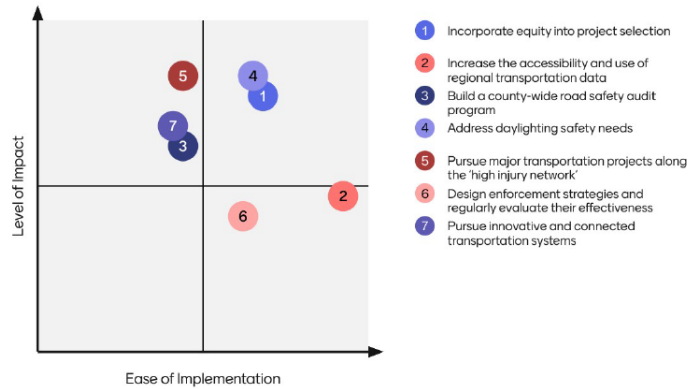 Level of Impact
5
4
1
7
3
2
6
Ease of Implementation
1 Incorporate equity into project selection
2 Increase the accessibility and use of
regional transportation data
3 Build a county-wide road safety audit
program
4 Address daylighting safety needs
5 Pursue major transportation projects along
the 'high injury network'
6 Design enforcement strategies and
regularly evaluate their effectiveness
7 Pursue innovative and connected
transportation systems